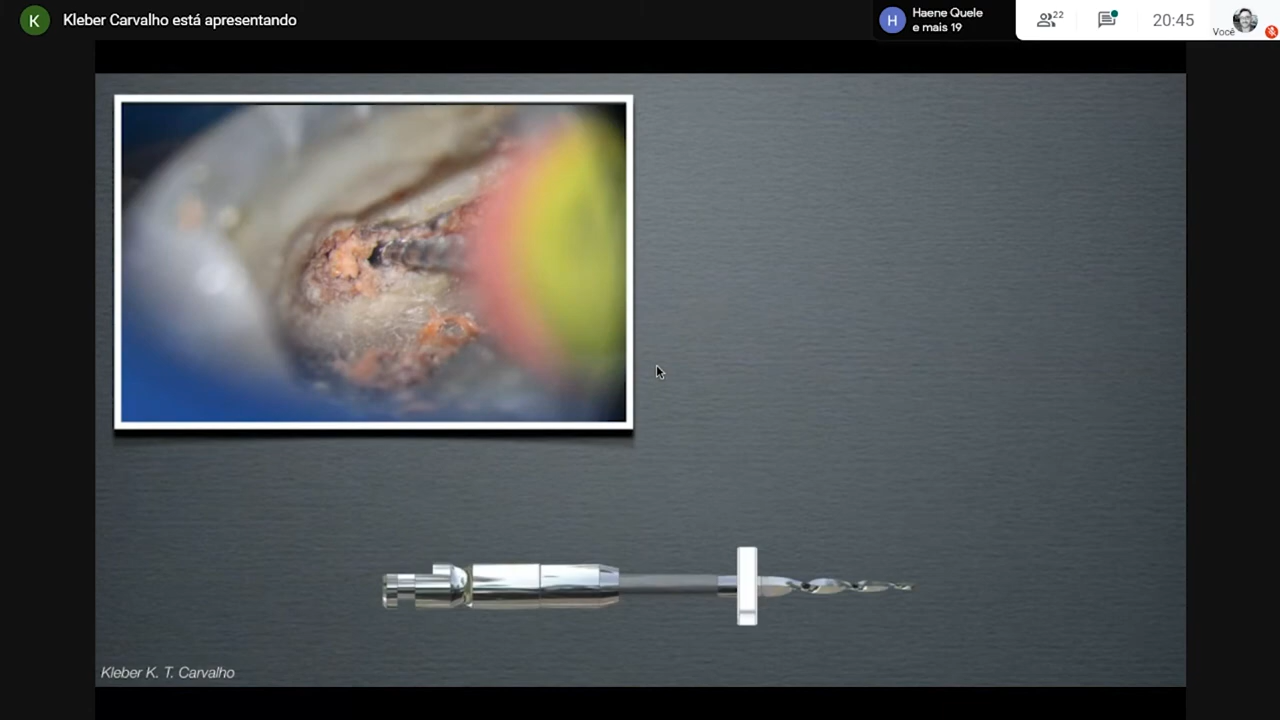 K
Kleber Carvalho está apresentando
H
Haene Quele
e mais 19
22
20:45
Você
Kleber K. T. Carvalho